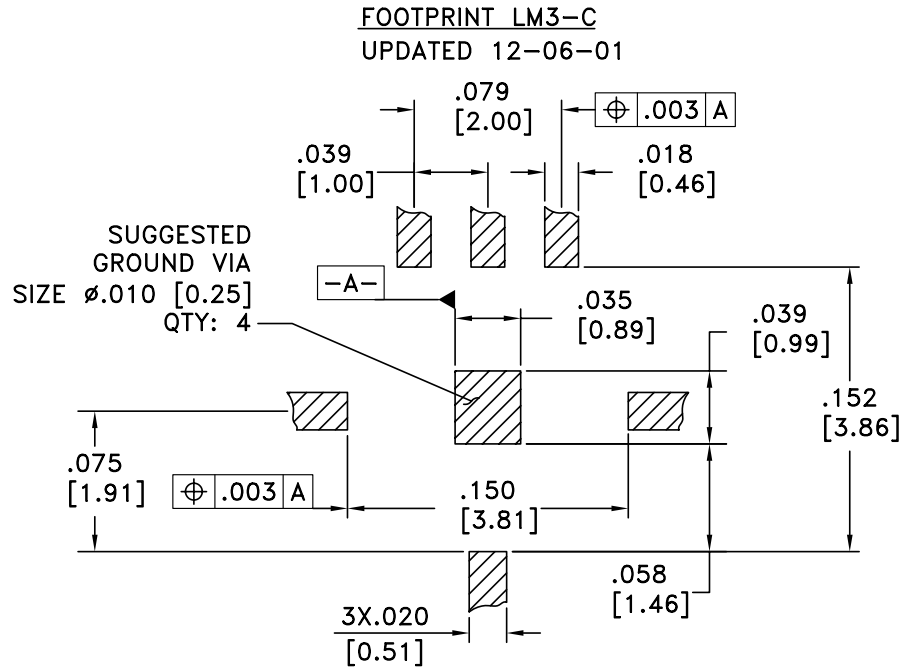 FOOTPRINT LM3-C
UPDATED 12-06-01
.079
[2.00]
⌖ .003 A
.039
[1.00]
.018
[0.46]
SUGGESTED
GROUND VIA
SIZE ø.010 [0.25]
QTY: 4
-A-
.035
[0.89]
.039
[0.99]
.152
[3.86]
.075
[1.91]
⌖ .003 A
.150
[3.81]
.058
[1.46]
3X.020
[0.51]